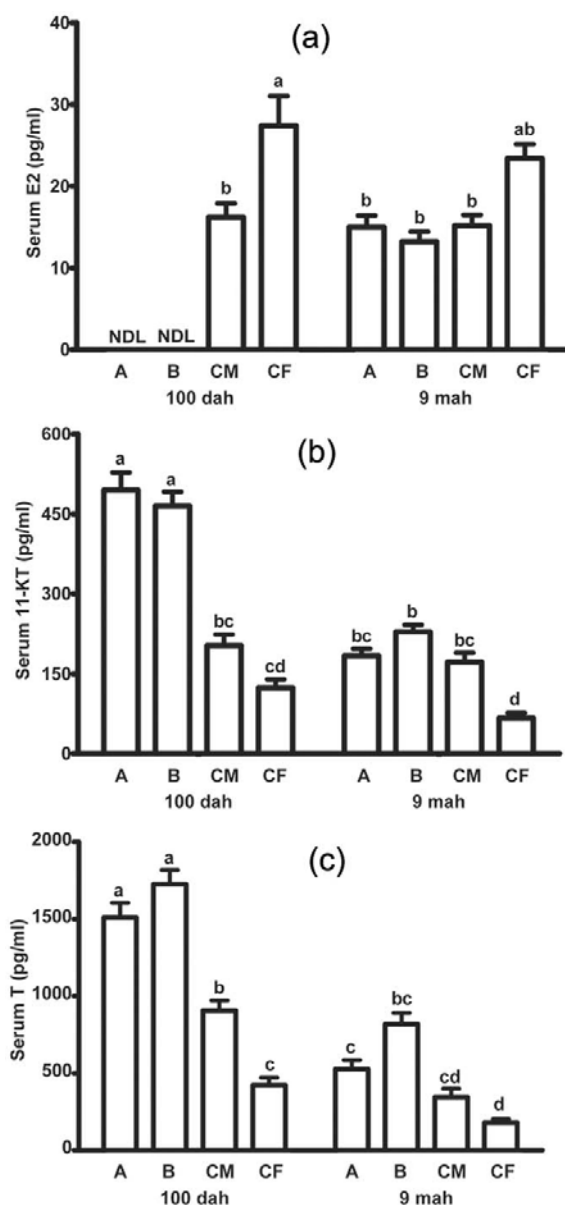 (a)
Serum E2 (pg/ml)
40
30
20
10
0
NDL NDL b a b b b ab
A B CM CF A B CM CF
100 dah 9 mah
(b)
Serum 11-KT (pg/ml)
600
450
300
150
0
a a bc cd bc b bc d
A B CM CF A B CM CF
100 dah 9 mah
(c)
Serum T (pg/ml)
2000
1500
1000
500
0
a a b c c bc cd d
A B CM CF A B CM CF
100 dah 9 mah